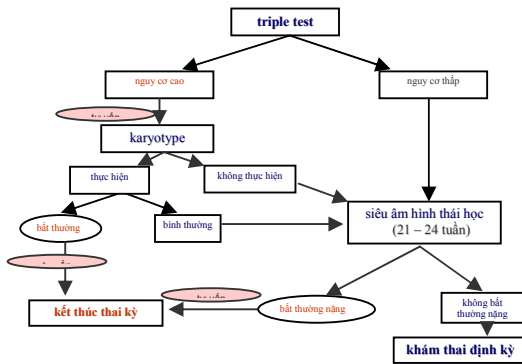 triple test
nguy cơ cao
nguy cơ thấp
karyotype
thực hiện
không thực hiện
bất thường
bình thường
siêu âm hình thái học
(21 – 24 tuần)
kết thúc thai kỳ
bất thường nặng
không bất
thường nặng
khám thai định kỳ